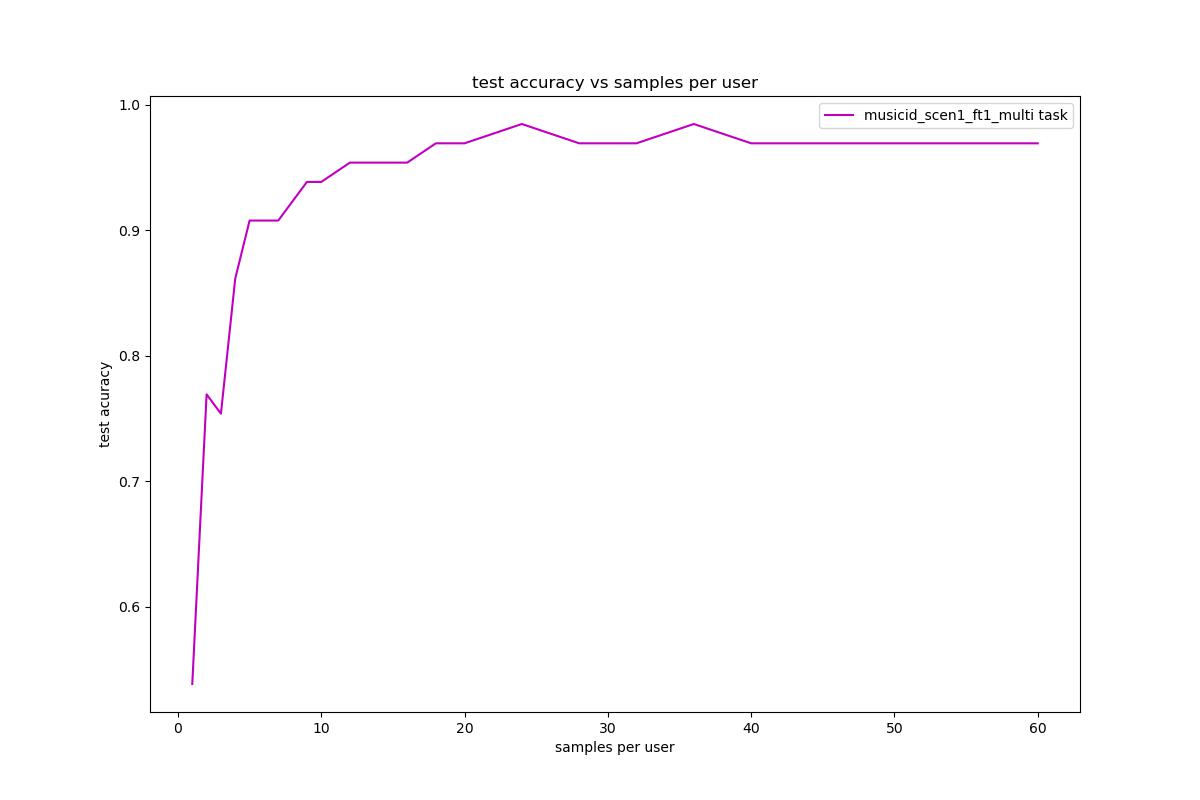 test accuracy vs samples per user
musicid_scen1_ft1_multi task
1.0
0.9
0.8
0.7
0.6
test acuracy
0 10 20 30 40 50 60
samples per user